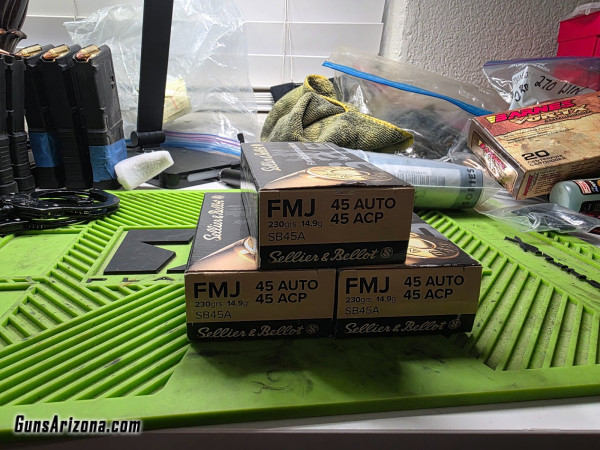 270 WIN
BARNES
20
FMJ
45 AUTO
45 ACP
230grs. 14.9g
SB45A
Sellier & Bellot
Sellier & Bellot
FMJ
45 AUTO
45 ACP
230grs. 14.9g
SB45A
Sellier & Bellot
FMJ
45 AUTO
45 ACP
230grs. 14.9g
SB45A
Sellier & Bellot
GunsArizona.com